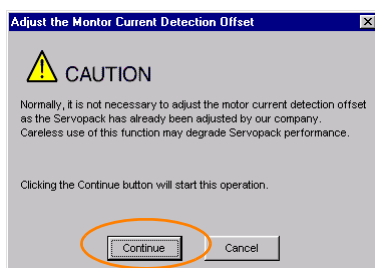 Adjust the Montor Current Detection Offset
CAUTION
Normally, it is not necessary to adjust the motor current detection offset
as the Servopack has already been adjusted by our company.
Careless use of this function may degrade Servopack performance.
Clicking the Continue button will start this operation.
Continue Cancel